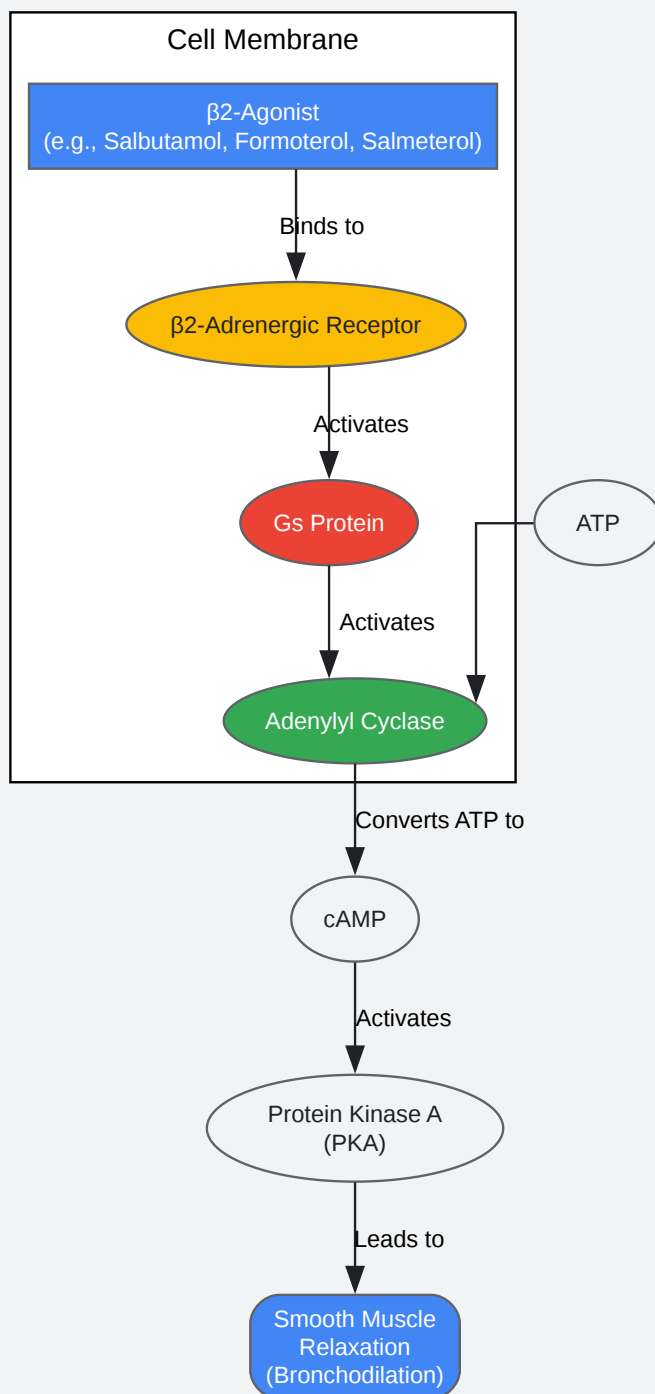 Cell Membrane
β2-Agonist
(e.g., Salbutamol, Formoterol, Salmeterol)
Binds to
β2-Adrenergic Receptor
Activates
Gs Protein
ATP
Activates
Adenylyl Cyclase
Converts ATP to
cAMP
Activates
Protein Kinase A
(PKA)
Leads to
Smooth Muscle
Relaxation
(Bronchodilation)